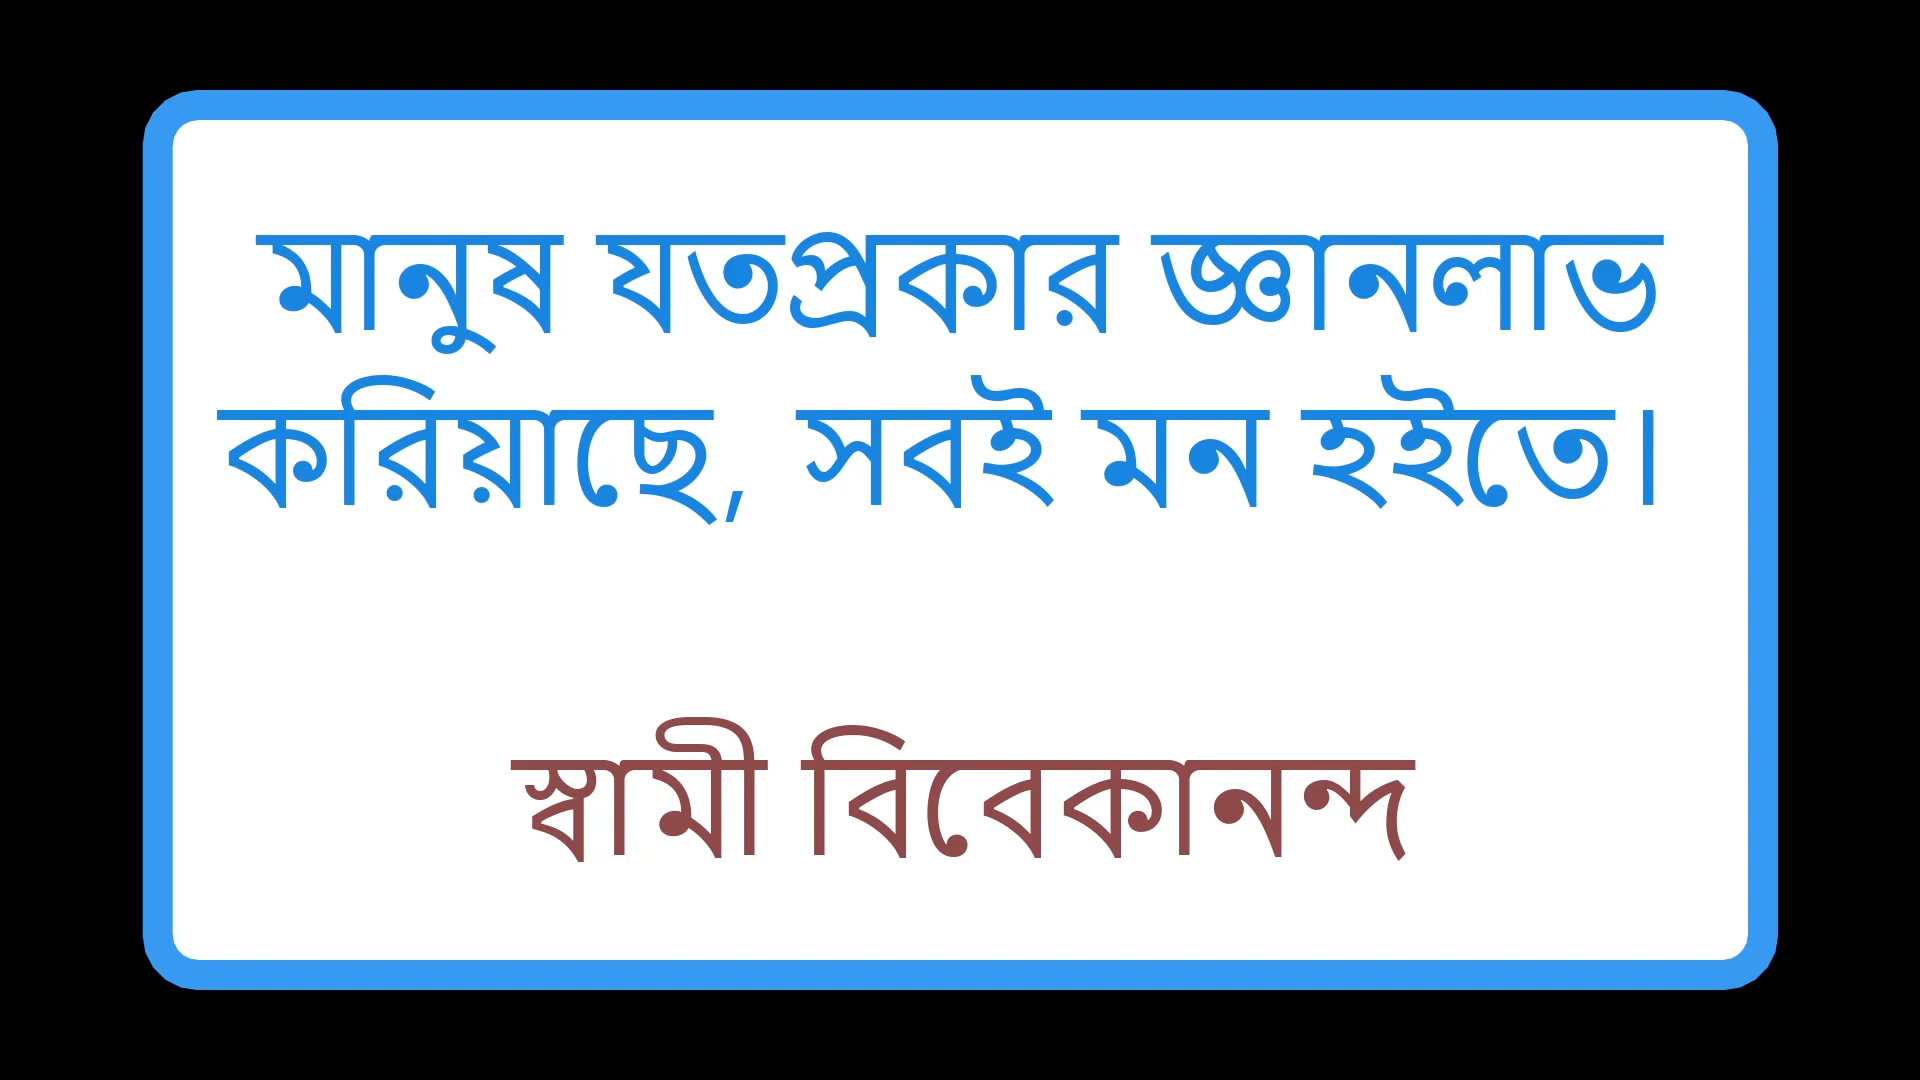 মানুষ যতপ্রকার জ্ঞানলাভ
করিয়াছে, সবই মন হইতে।
স্বামী বিবেকানন্দ